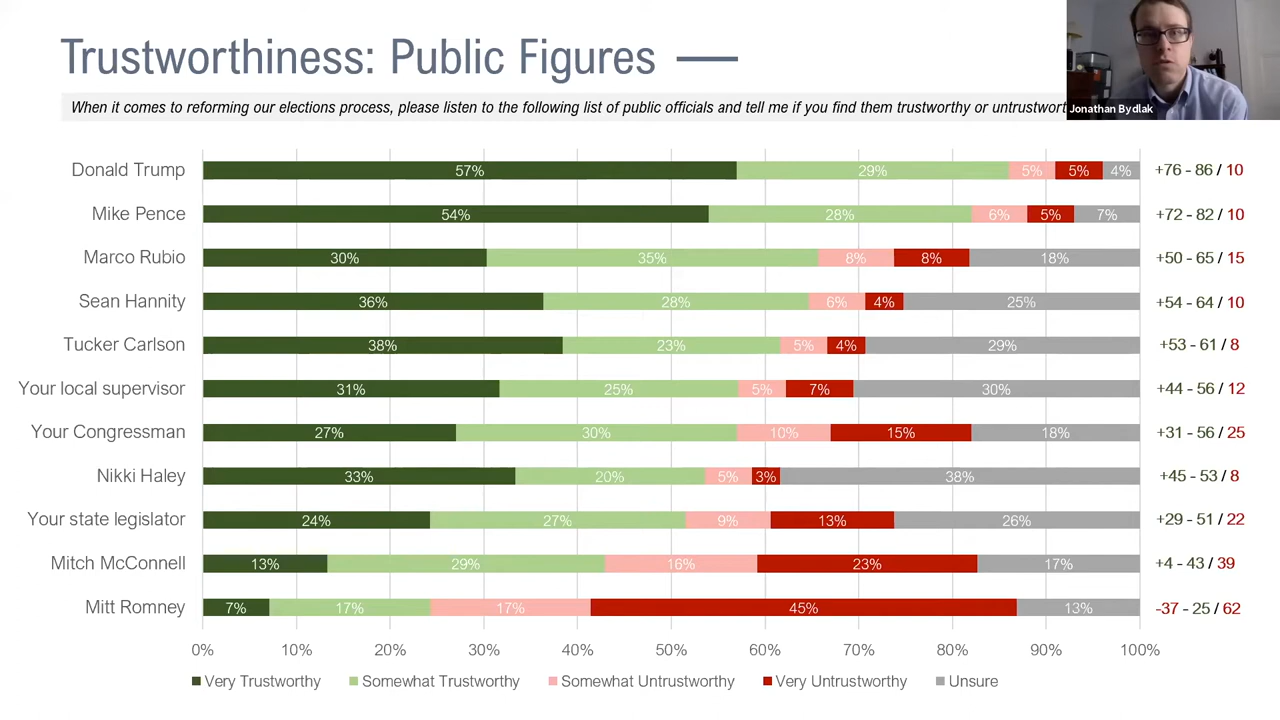 Trustworthiness: Public Figures —
When it comes to reforming our elections process, please listen to the following list of public officials and tell me if you find them trustworthy or
Jonathan Bydlak
Donald Trump 57% 29% 5% 5% 4% +76 - 86 / 10
Mike Pence 54% 28% 6% 5% 7% +72 - 82 / 10
Marco Rubio 30% 35% 8% 8% 18% +50 - 65 / 15
Sean Hannity 36% 28% 6% 4% 25% +54 - 64 / 10
Tucker Carlson 38% 23% 5% 4% 29% +53 - 61 / 8
Your local supervisor 31% 25% 5% 7% 30% +44 - 56 / 12
Your Congressman 27% 30% 10% 15% 18% +31 - 56 / 25
Nikki Haley 33% 20% 5% 3% 38% +45 - 53 / 8
Your state legislator 24% 27% 9% 13% 26% +29 - 51 / 22
Mitch McConnell 13% 29% 16% 23% 17% +4 - 43 / 39
Mitt Romney 7% 17% 17% 45% 13% -37 - 25 / 62
0% 10% 20% 30% 40% 50% 60% 70% 80% 90% 100%
Very Trustworthy Somewhat Trustworthy Somewhat Untrustworthy Very Untrustworthy Unsure